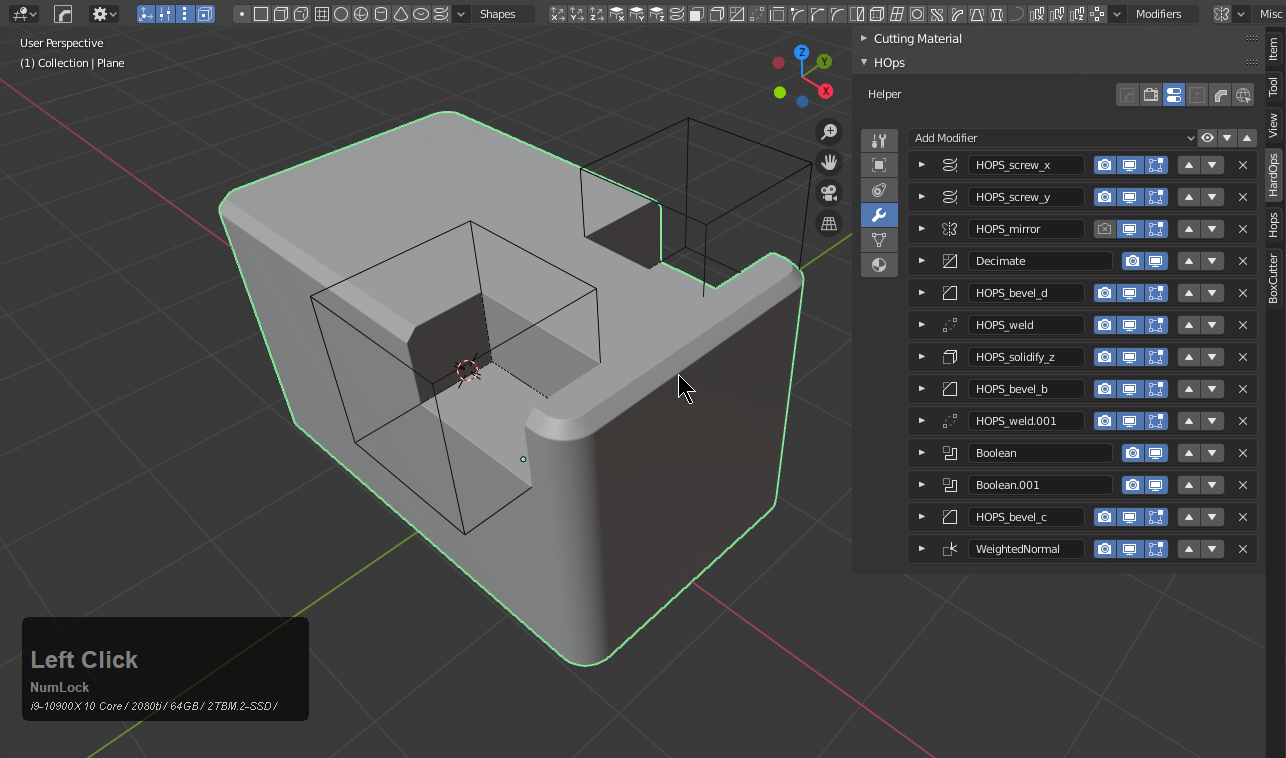 Shapes
Modifiers
Misc
User Perspective
(1) Collection | Plane
Z
Y
X
Cutting Material
HOps
Helper
Add Modifier
HOPS_screw_x
HOPS_screw_y
HOPS_mirror
Decimate
HOPS_bevel_d
HOPS_weld
HOPS_solidify_z
HOPS_bevel_b
HOPS_weld.001
Boolean
Boolean.001
HOPS_bevel_c
WeightedNormal
Item
Tool
View
HardOps
Hops
BoxCutter
Left Click
NumLock
i9-10900X 10 Core / 2080ti / 64GB / 2TBM.2-SSD /